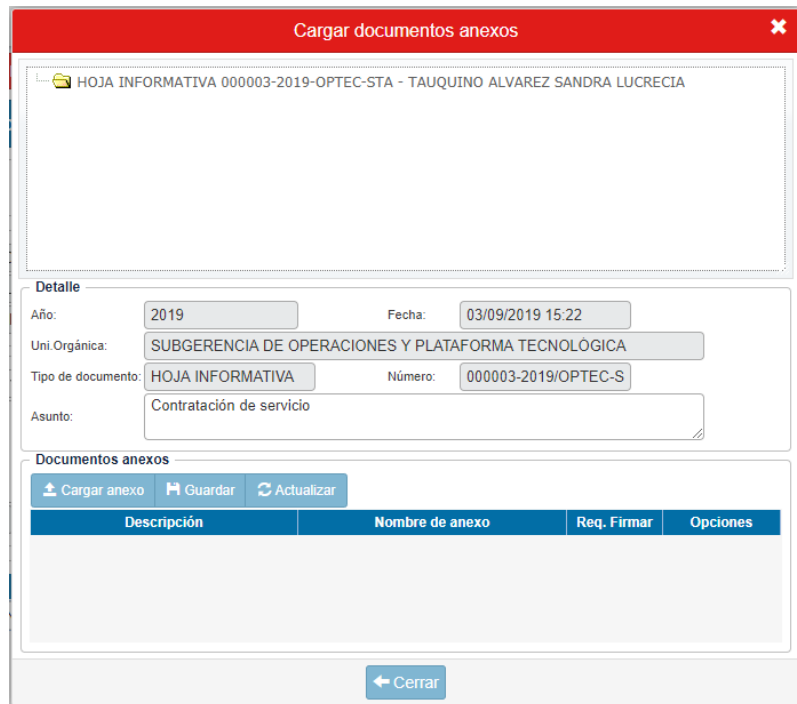 Cargar documentos anexos
HOJA INFORMATIVA 000003-2019-OPTEC-STA - TAUQUINO ALVAREZ SANDRA LUCRECIA
Detalle
Año: 2019 Fecha: 03/09/2019 15:22
Uni.Orgánica: SUBGERENCIA DE OPERACIONES Y PLATAFORMA TECNOLÓGICA
Tipo de documento: HOJA INFORMATIVA Número: 000003-2019/OPTEC-S
Asunto: Contratación de servicio
Documentos anexos
Cargar anexo Guardar Actualizar
Descripción Nombre de anexo Req. Firmar Opciones
Cerrar